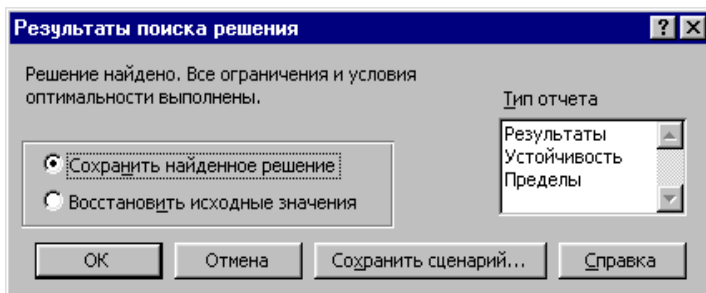 Результаты поиска решения
Решение найдено. Все ограничения и условия
оптимальности выполнены.
Тип отчета
Результаты
Устойчивость
Пределы
Сохранить найденное решение
Восстановить исходные значения
ОК
Отмена
Сохранить сценарий...
Справка